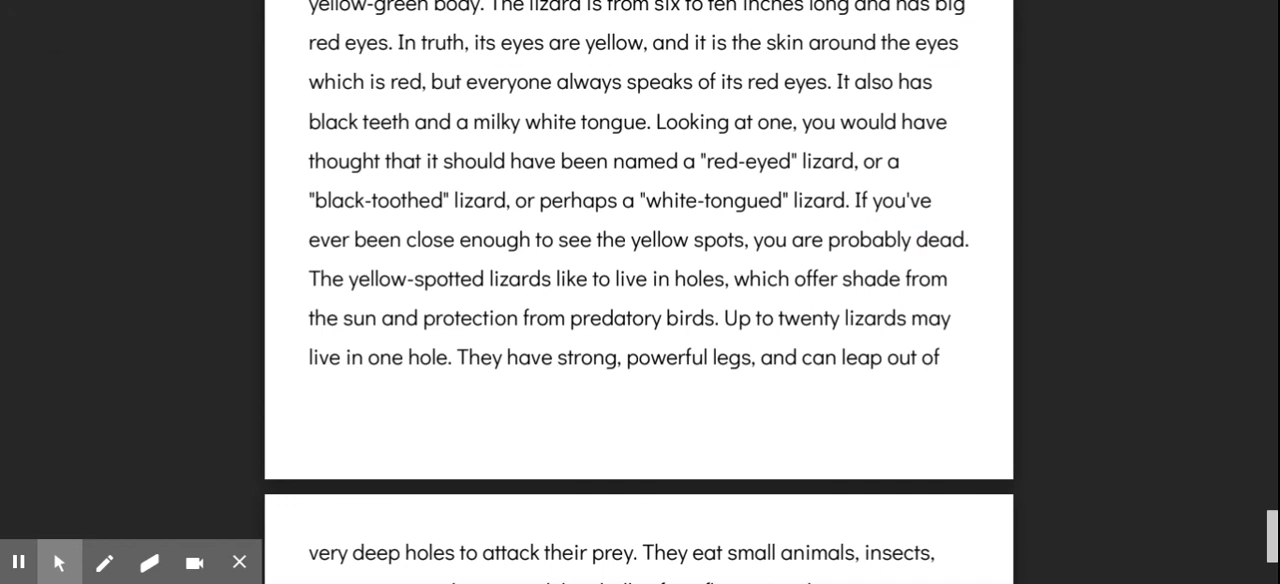 yellow-green body. The lizard is from six to ten inches long and has big
red eyes. In truth, its eyes are yellow, and it is the skin around the eyes
which is red, but everyone always speaks of its red eyes. It also has
black teeth and a milky white tongue. Looking at one, you would have
thought that it should have been named a "red-eyed" lizard, or a
"black-toothed" lizard, or perhaps a "white-tongued" lizard. If you've
ever been close enough to see the yellow spots, you are probably dead.
The yellow-spotted lizards like to live in holes, which offer shade from
the sun and protection from predatory birds. Up to twenty lizards may
live in one hole. They have strong, powerful legs, and can leap out of
very deep holes to attack their prey. They eat small animals, insects,